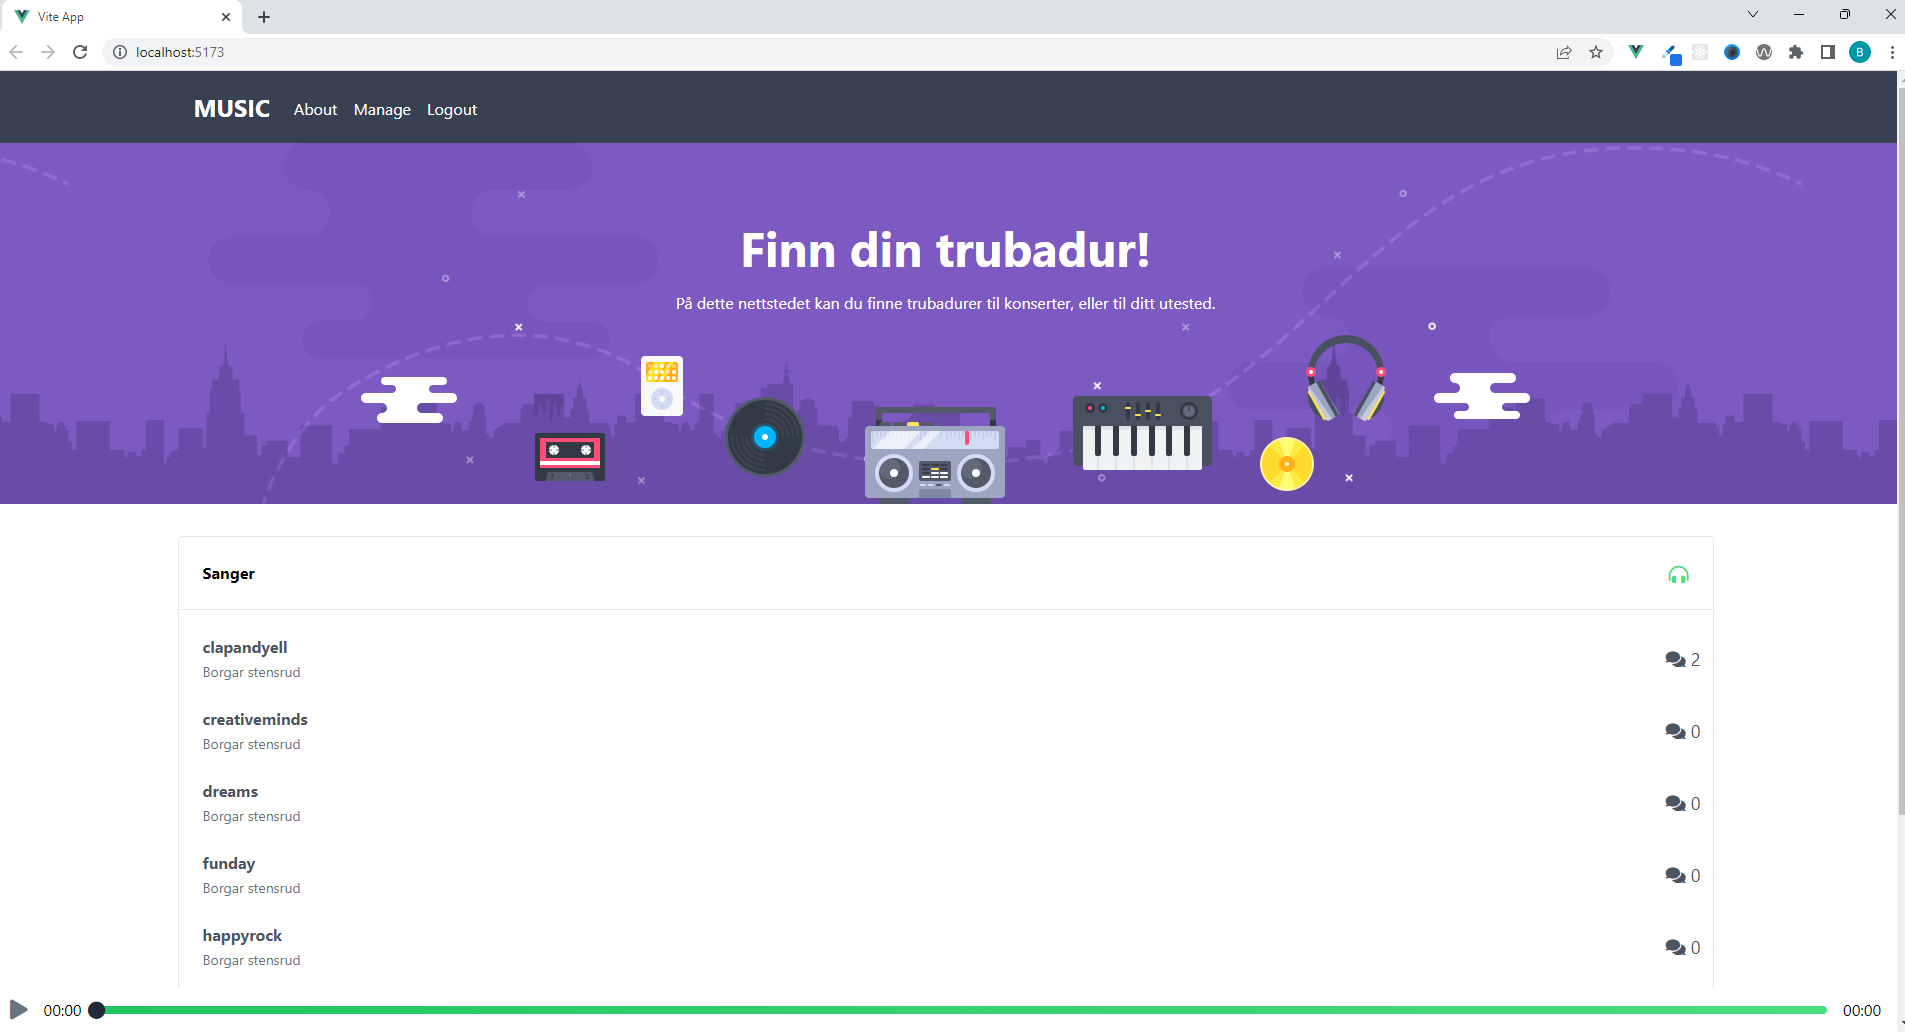 Vite App
localhost:5173
B
MUSIC About Manage Logout
Finn din trubadur!
På dette nettstedet kan du finne trubadurer til konserter, eller til ditt utested.
Sanger
clapandyell
Borgar stensrud
2
creativeminds
Borgar stensrud
0
dreams
Borgar stensrud
0
funday
Borgar stensrud
0
happyrock
Borgar stensrud
0
00:00 00:00